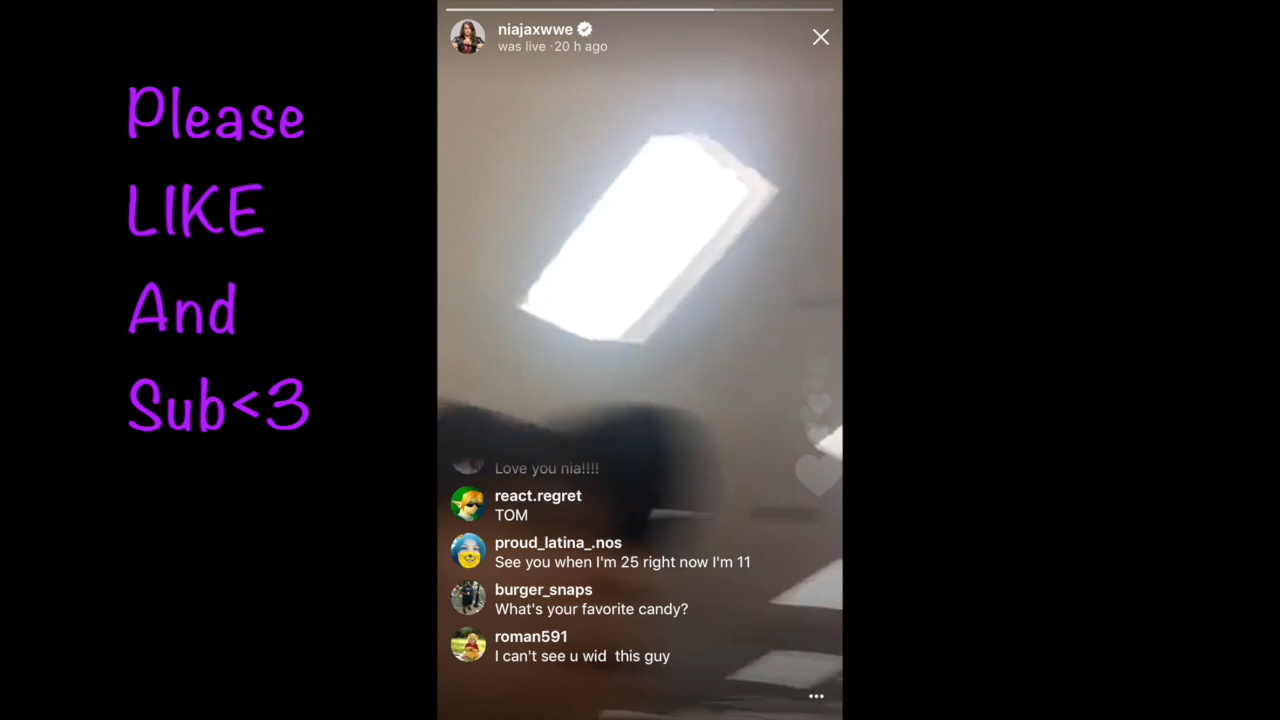 Please
LIKE
And
Sub<3
niajaxwwe
was live · 20 h ago
Love you nia!!!!
react.regret
TOM
proud_latina_.nos
See you when I'm 25 right now I'm 11
burger_snaps
What's your favorite candy?
roman591
I can't see u wid  this guy